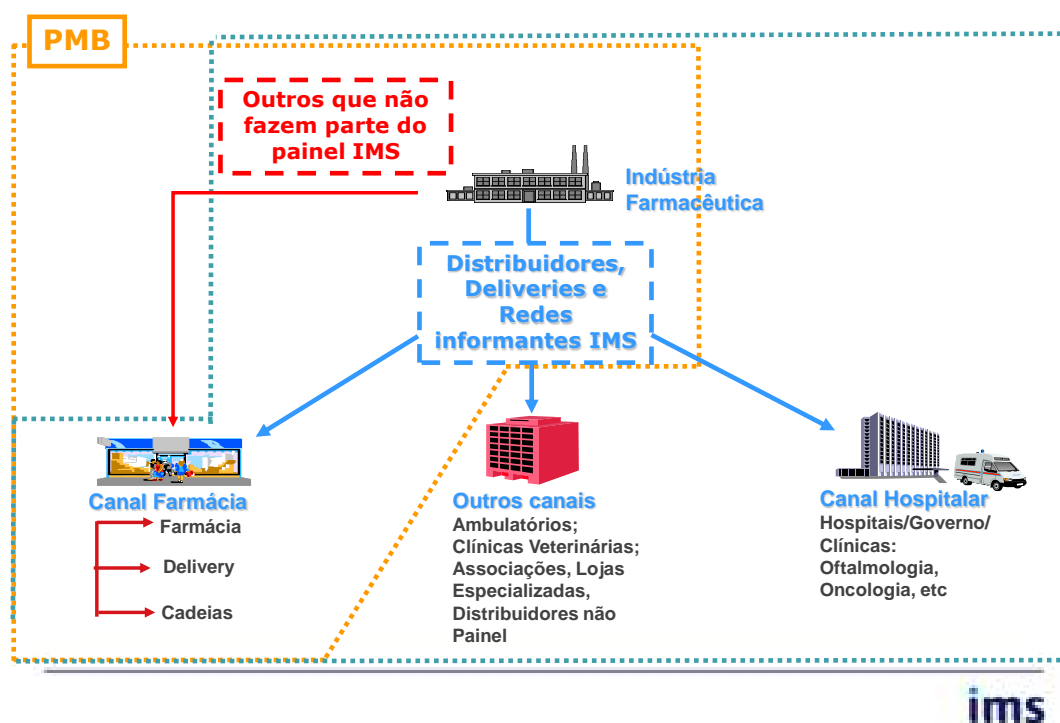 PMB
Outros que não
fazem parte do
painel IMS
Indústria
Farmacêutica
Distribuidores,
Deliveries e
Redes
informantes IMS
Canal Farmácia
Farmácia
Delivery
Cadeias
Outros canais
Ambulatórios;
Clínicas Veterinárias;
Associações, Lojas
Especializadas,
Distribuidores não
Painel
Canal Hospitalar
Hospitais/Governo/
Clínicas:
Oftalmologia,
Oncologia, etc
ims